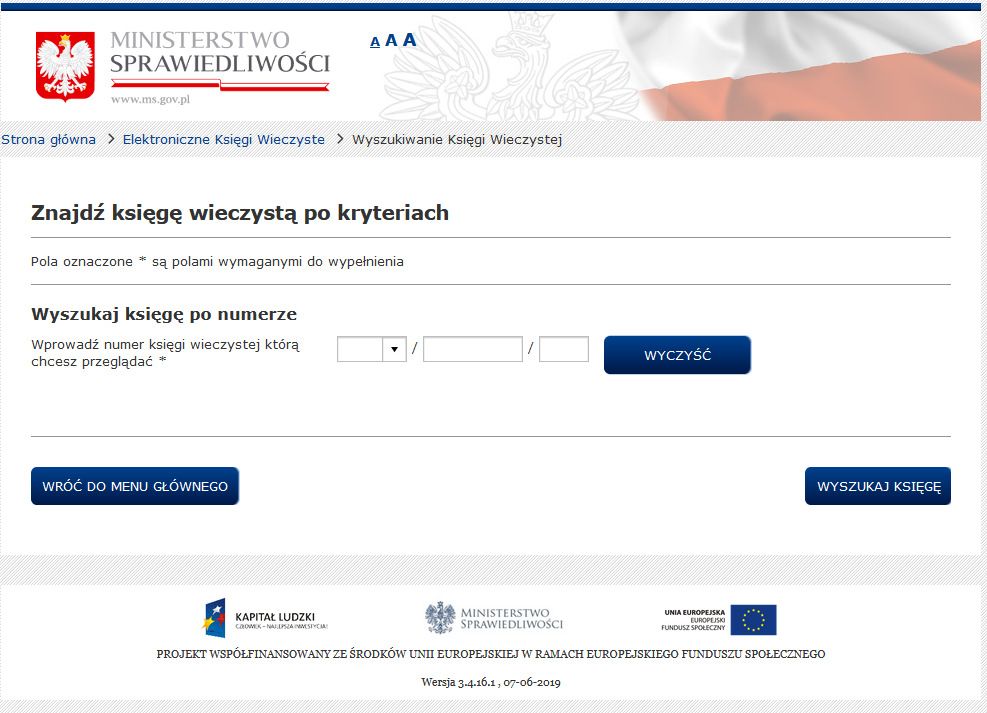 MINISTERSTWO
SPRAWIEDLIWOŚCI
www.ms.gov.pl
A A A
Strona główna > Elektroniczne Księgi Wieczyste > Wyszukiwanie Księgi Wieczystej
Znajdź księgę wieczystą po kryteriach
Pola oznaczone * są polami wymaganymi do wypełnienia
Wyszukaj księgę po numerze
Wprowadź numer księgi wieczystej którą
chcesz przeglądać *
/ /
WYCZYŚĆ
WRÓĆ DO MENU GŁÓWNEGO
WYSZUKAJ KSIĘGĘ
KAPITAŁ LUDZKI
CZŁOWIEK – NAJLEPSZA INWESTYCJA!
MINISTERSTWO
SPRAWIEDLIWOŚCI
UNIA EUROPEJSKA
EUROPEJSKI
FUNDUSZ SPOŁECZNY
PROJEKT WSPÓŁFINANSOWANY ZE ŚRODKÓW UNII EUROPEJSKIEJ W RAMACH EUROPEJSKIEGO FUNDUSZU SPOŁECZNEGO
Wersja 3.4.16.1 , 07-06-2019